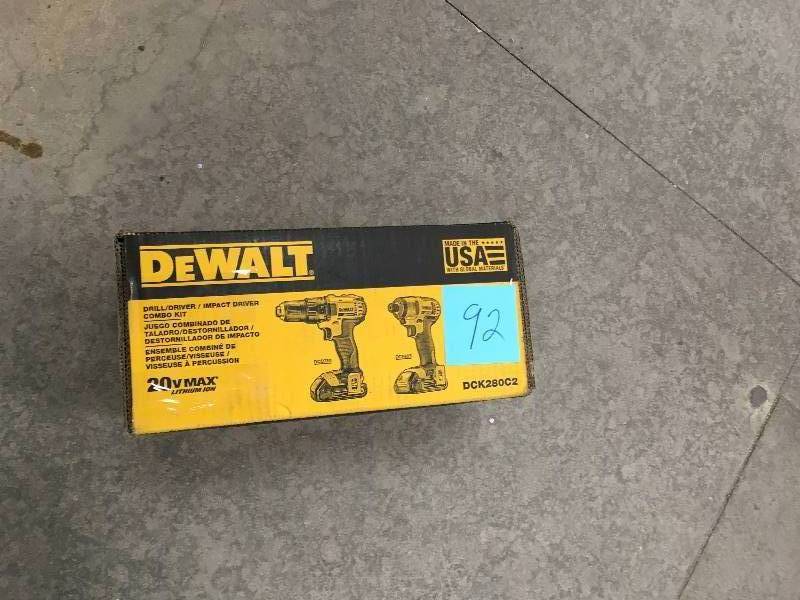 DEWALT
MADE IN THE
USA
WITH GLOBAL MATERIALS
DRILL/DRIVER / IMPACT DRIVER
COMBO KIT
JUEGO COMBINADO DE
TALADRO/DESTORNILLADOR /
DESTORNILLADOR DE IMPACTO
ENSEMBLE COMBINÉ DE
PERCEUSE/VISSEUSE /
VISSEUSE À PERCUSSION
20V MAX*
LITHIUM ION
92
DCK280C2